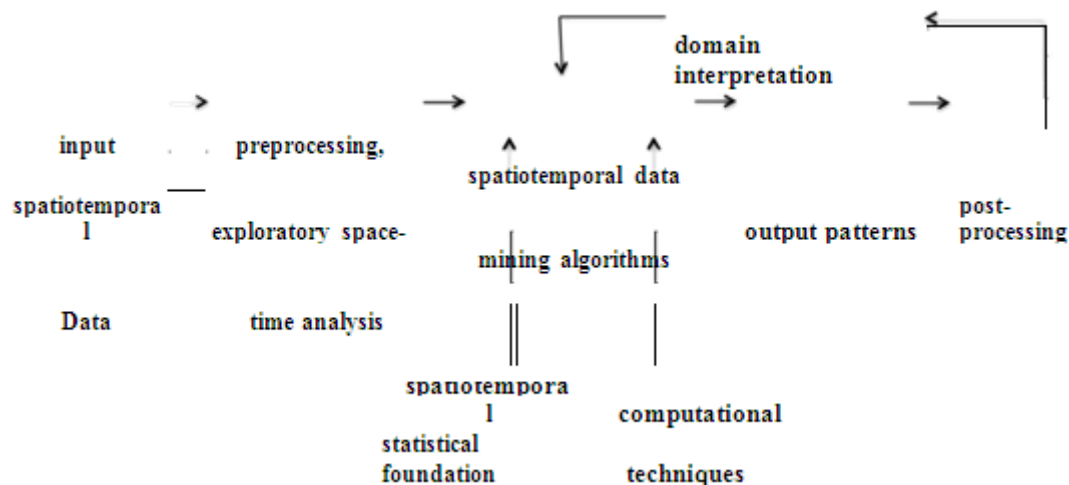 domain
interpretation
input
preprocessing,
spatiotemporal data
spatiotempora
l
exploratory space-
mining algorithms
output patterns
post-
processing
Data
time analysis
spatiotempora
l
statistical
foundation
computational
techniques